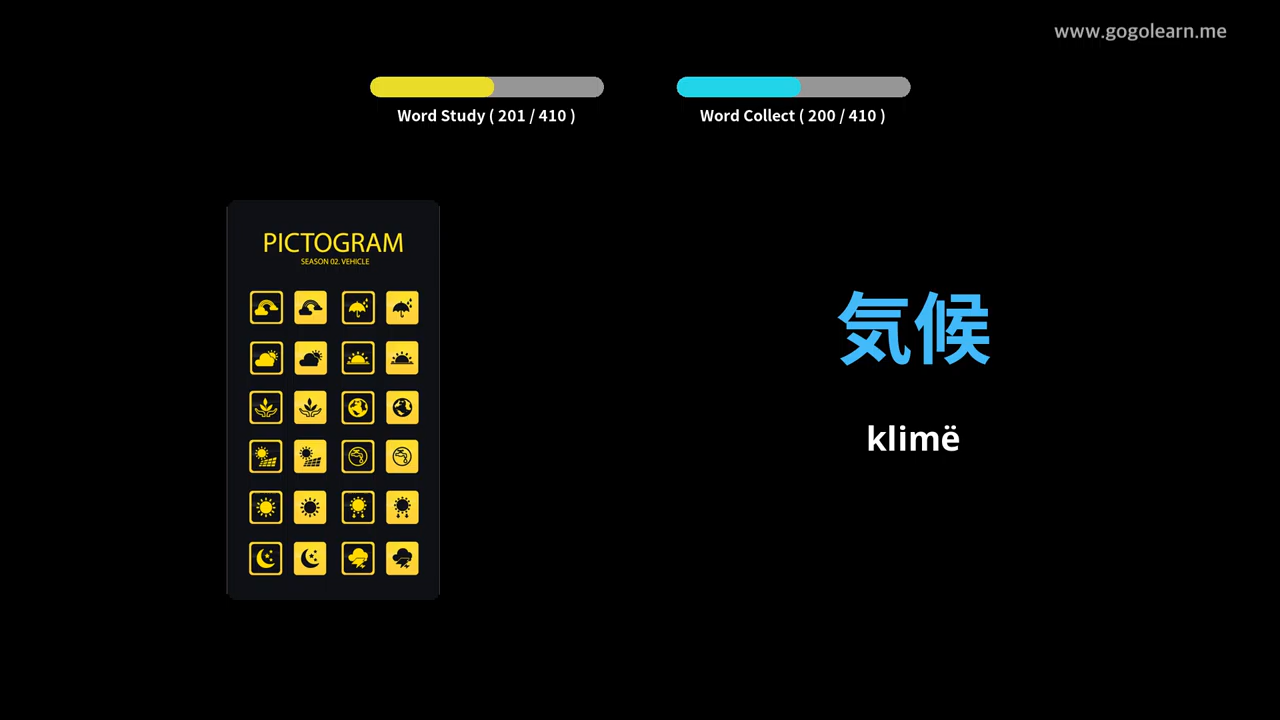 www.gogolearn.me
Word Study ( 201 / 410 )
Word Collect ( 200 / 410 )
PICTOGRAM
SEASON 02. VEHICLE
気候
klimë